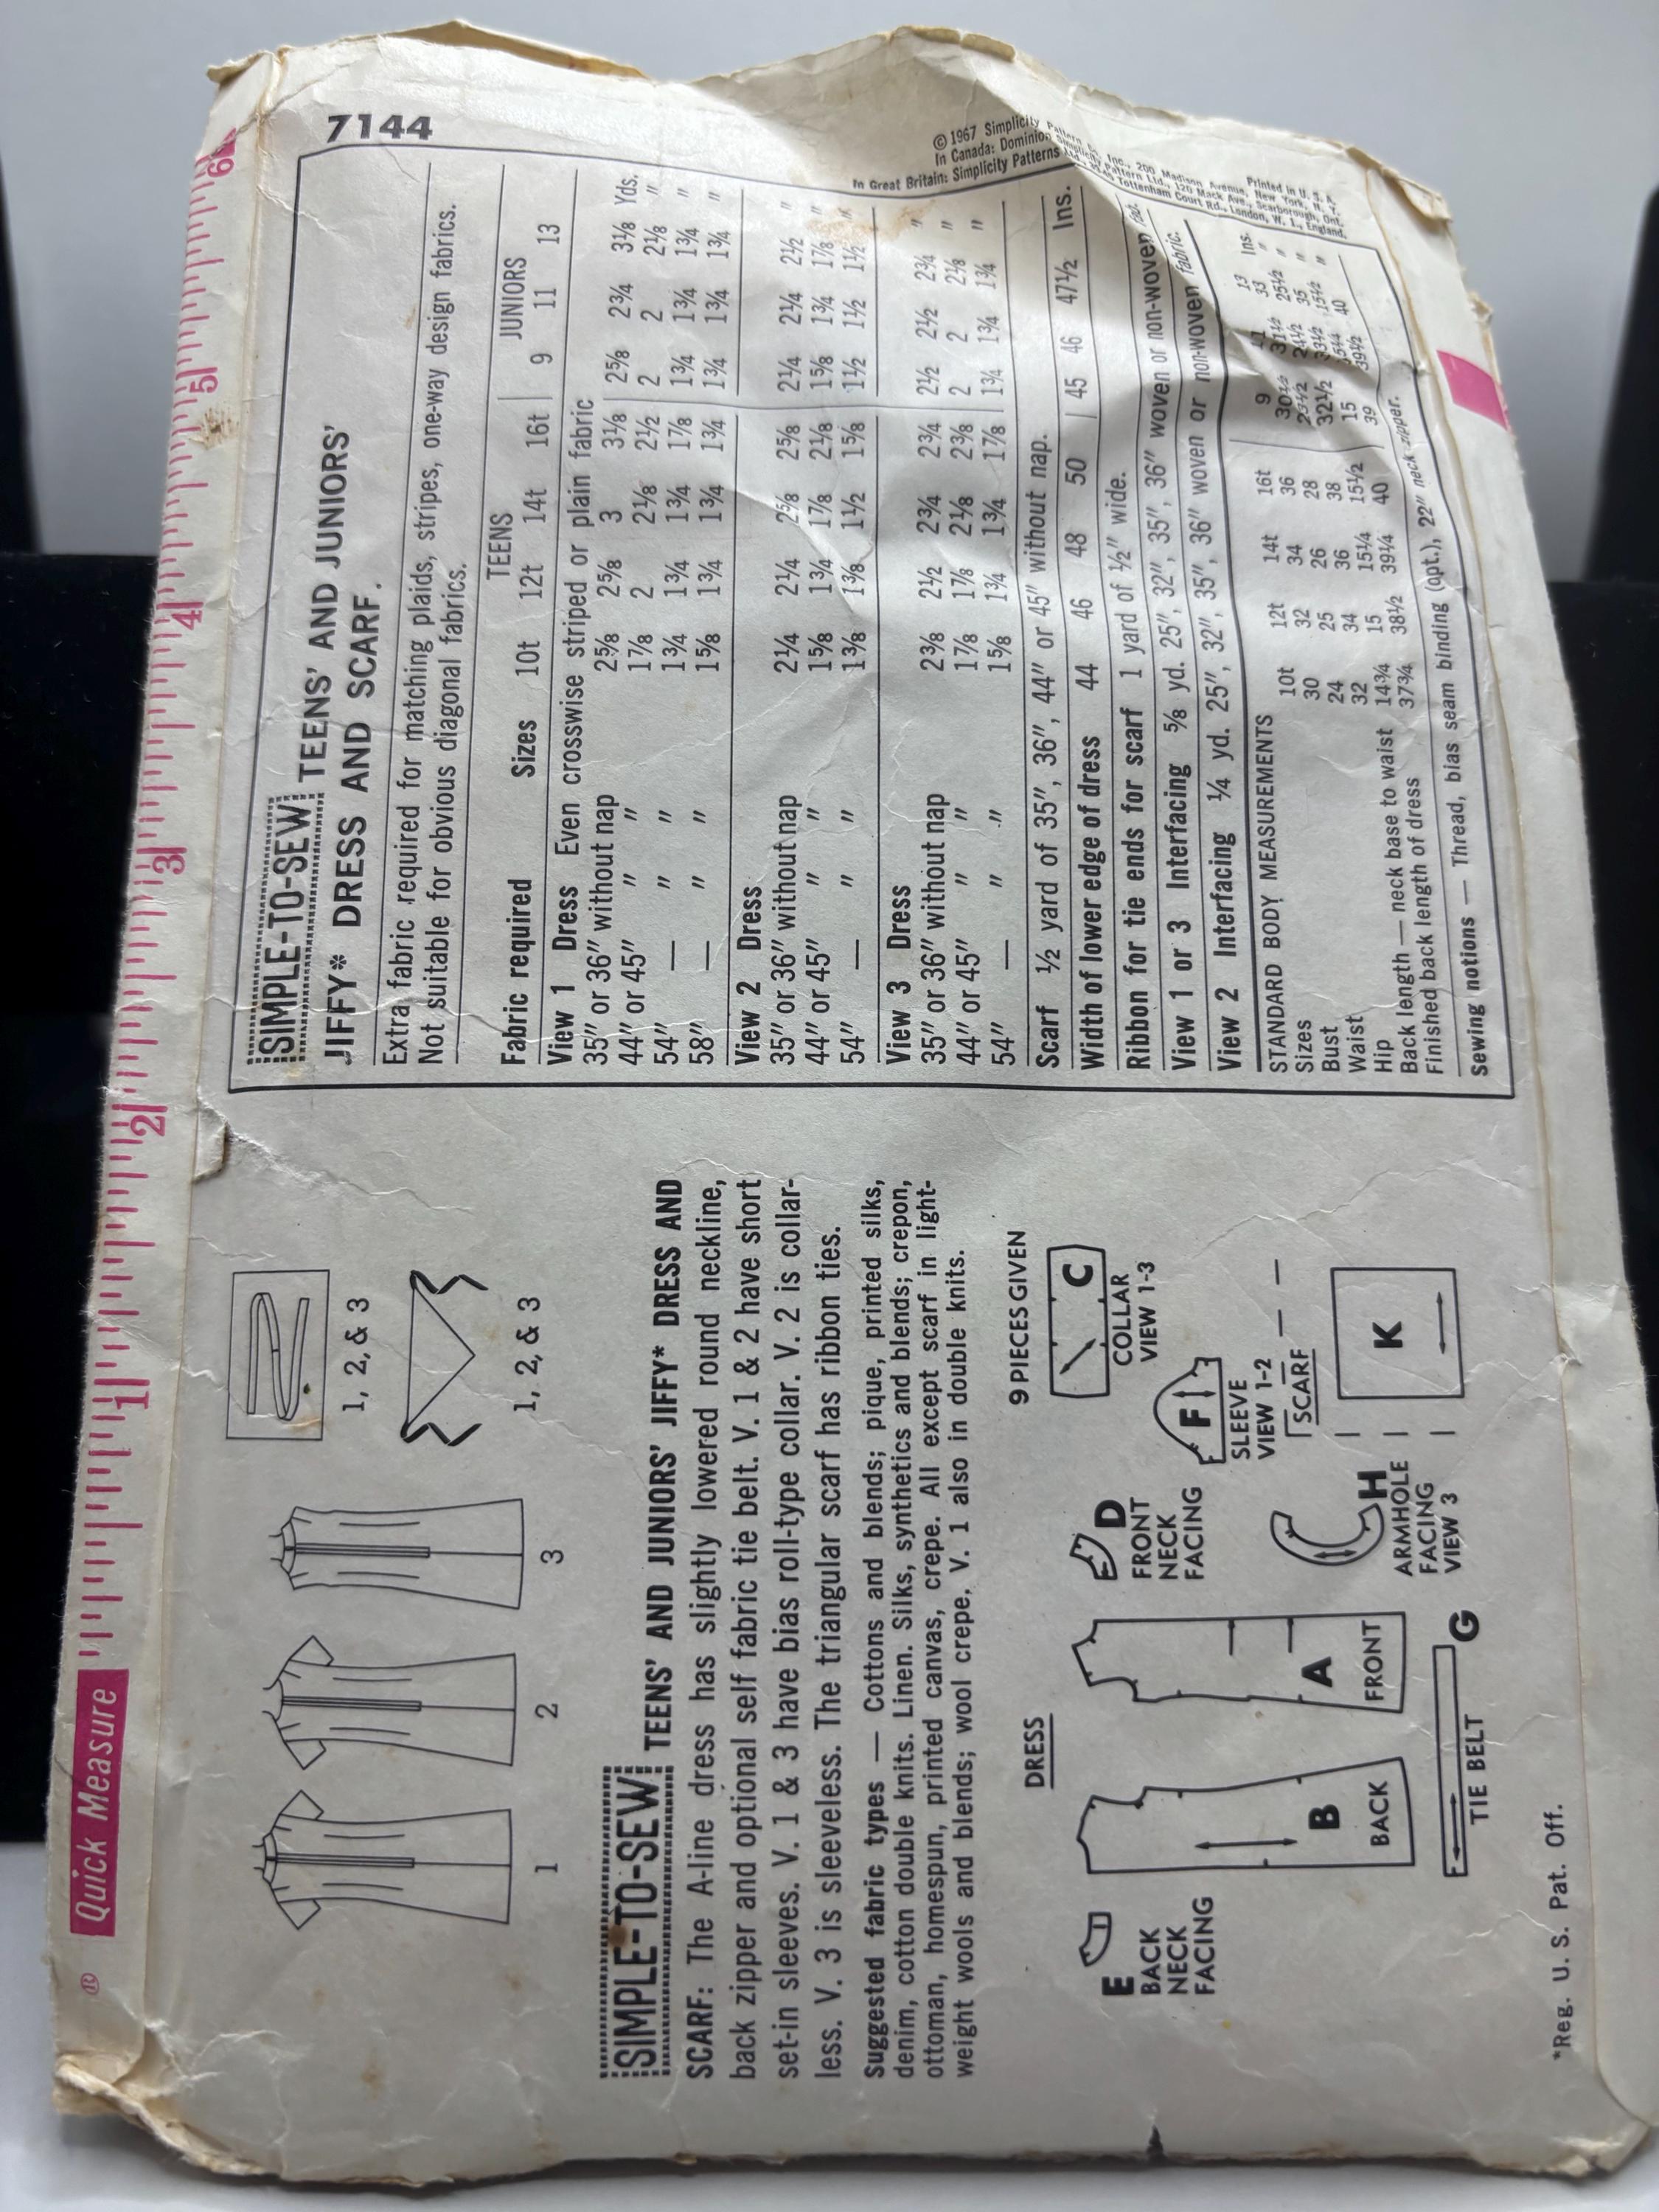 ® Quick Measure 1 2 3 4 5 6
1 2 3
1, 2, & 3
1, 2, & 3
SIMPLE-TO-SEW TEENS' AND JUNIORS' JIFFY* DRESS AND
SCARF: The A-line dress has slightly lowered round neckline,
back zipper and optional self fabric tie belt. V. 1 & 2 have short
set-in sleeves. V. 1 & 3 have bias roll-type collar. V. 2 is collar-
less. V. 3 is sleeveless. The triangular scarf has ribbon ties.
Suggested fabric types — Cottons and blends; pique, printed silks,
denim, cotton double knits. Linen. Silks, synthetics and blends; crepon,
ottoman, homespun, printed canvas, crepe. All except scarf in light-
weight wools and blends; wool crepe. V. 1 also in double knits.
9 PIECES GIVEN
DRESS
E
BACK
NECK
FACING
B
BACK
A
FRONT
D
FRONT
NECK
FACING
C
COLLAR
VIEW 1-3
F
SLEEVE
VIEW 1-2
G
TIE BELT
H
ARMHOLE
FACING
VIEW 3
SCARF
K
*Reg. U. S. Pat. Off.
7144
SIMPLE-TO-SEW TEENS' AND JUNIORS'
JIFFY* DRESS AND SCARF.
Extra fabric required for matching plaids, stripes, one-way design fabrics.
Not suitable for obvious diagonal fabrics.
TEENS JUNIORS
Fabric required Sizes 10t 12t 14t 16t 9 11 13
View 1 Dress Even crosswise striped or plain fabric
35" or 36" without nap 2⅝ 2⅝ 3 3⅛ 2⅝ 2¾ 3⅛ Yds.
44" or 45" " " 1⅞ 2 2⅛ 2½ 2 2 2⅛ "
54" — " " 1¾ 1¾ 1¾ 1⅞ 1¾ 1¾ 1¾ "
58" — " " 1⅝ 1¾ 1¾ 1¾ 1¾ 1¾ 1¾ "
View 2 Dress
35" or 36" without nap 2¼ 2¼ 2⅝ 2⅝ 2¼ 2¼ 2½ "
44" or 45" " " 1⅝ 1¾ 1⅞ 2⅛ 1⅝ 1¾ 1⅞ "
54" — " " 1⅜ 1⅜ 1½ 1⅝ 1½ 1½ 1½ "
View 3 Dress
35" or 36" without nap 2⅜ 2½ 2¾ 2¾ 2½ 2½ 2¾ "
44" or 45" " " 1⅞ 1⅞ 2⅛ 2⅜ 2 2 2⅛ "
54" — " " 1⅝ 1¾ 1¾ 1⅞ 1¾ 1¾ 1¾ "
Scarf ½ yard of 35", 36", 44" or 45" without nap.
Width of lower edge of dress 44 46 48 50 45 46 47½ Ins.
Ribbon for tie ends for scarf 1 yard of ½" wide.
View 1 or 3 Interfacing ⅝ yd. 25", 32", 35", 36" woven or non-woven fab.
View 2 Interfacing ¼ yd. 25", 32", 35", 36" woven or non-woven fabric.
STANDARD BODY MEASUREMENTS
Sizes 10t 12t 14t 16t 9 11 13
Bust 30 32 34 36 30½ 31½ 33 Ins.
Waist 24 25 26 28 23½ 24½ 25½ "
Hip 32 34 36 38 32½ 33½ 35 "
Back length — neck base to waist 14¾ 15 15¼ 15½ 15 15¼ 15½ "
Finished back length of dress 37¾ 38½ 39¼ 40 39 39½ 40
Sewing notions — Thread, bias seam binding (opt.), 22" neck zipper.
© 1967 Simplicity Pattern Co. Inc., 200 Madison Avenue, New York, N. Y.
In Canada: Dominion Simplicity Pattern Ltd., 120 Mack Ave., Scarborough, Ont.
In Great Britain: Simplicity Patterns Ltd., Tottenham Court Rd., London, W. 1., England.
Printed in U. S. A.